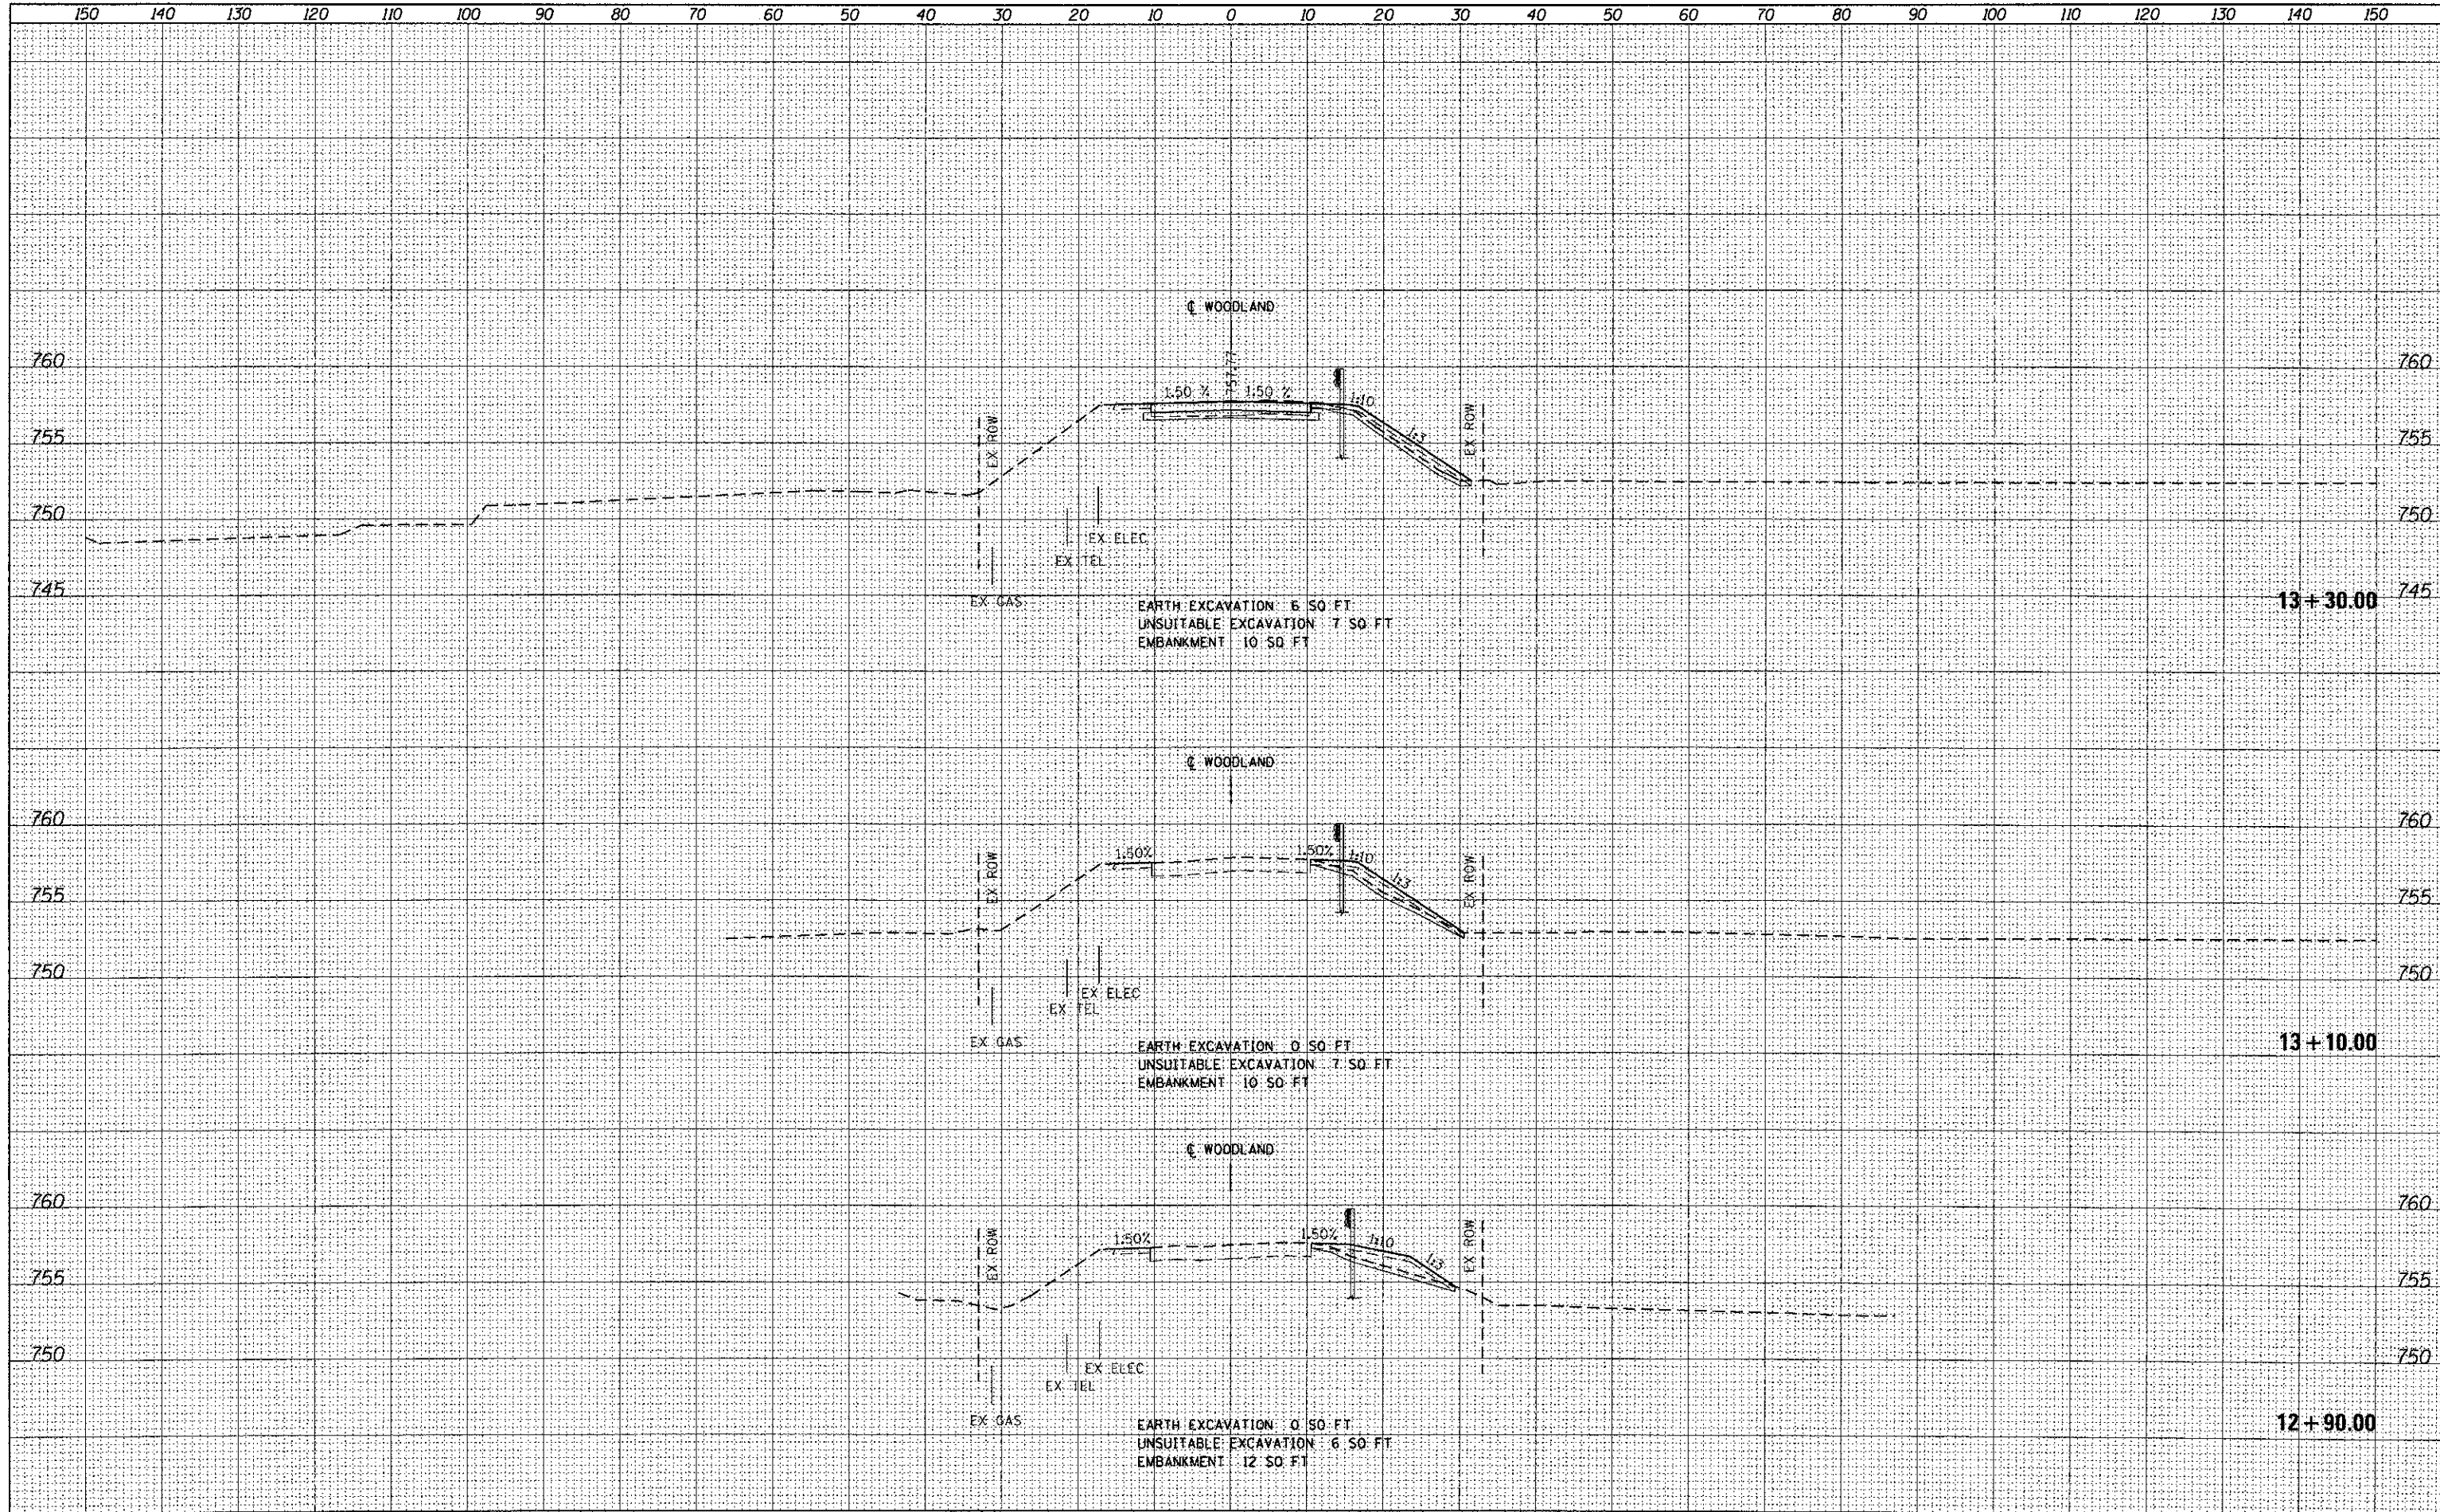 150 140 130 120 110 100 90 80 70 60 50 40 30 20 10 0 10 20 30 40 50 60 70 80 90 100 110 120 130 140 150
℄ WOODLAND
760 757.77 760
1.50 % 1.50 % 1:10
EX ROW 1:3 EX ROW
755 755
750 750
EX ELEC
EX TEL
745 EX GAS 745
13+30.00
EARTH EXCAVATION 6 SQ FT
UNSUITABLE EXCAVATION 7 SQ FT
EMBANKMENT 10 SQ FT
℄ WOODLAND
760 760
1.50% 1.50% 1:10
EX ROW 1:3 EX ROW
755 755
750 750
EX ELEC
EX TEL
EX GAS
13+10.00
EARTH EXCAVATION 0 SQ FT
UNSUITABLE EXCAVATION 7 SQ FT
EMBANKMENT 10 SQ FT
℄ WOODLAND
760 760
1.50% 1.50% 1:10
EX ROW 1:3 EX ROW
755 755
750 750
EX ELEC
EX TEL
EX GAS
12+90.00
EARTH EXCAVATION 0 SQ FT
UNSUITABLE EXCAVATION 6 SQ FT
EMBANKMENT 12 SQ FT